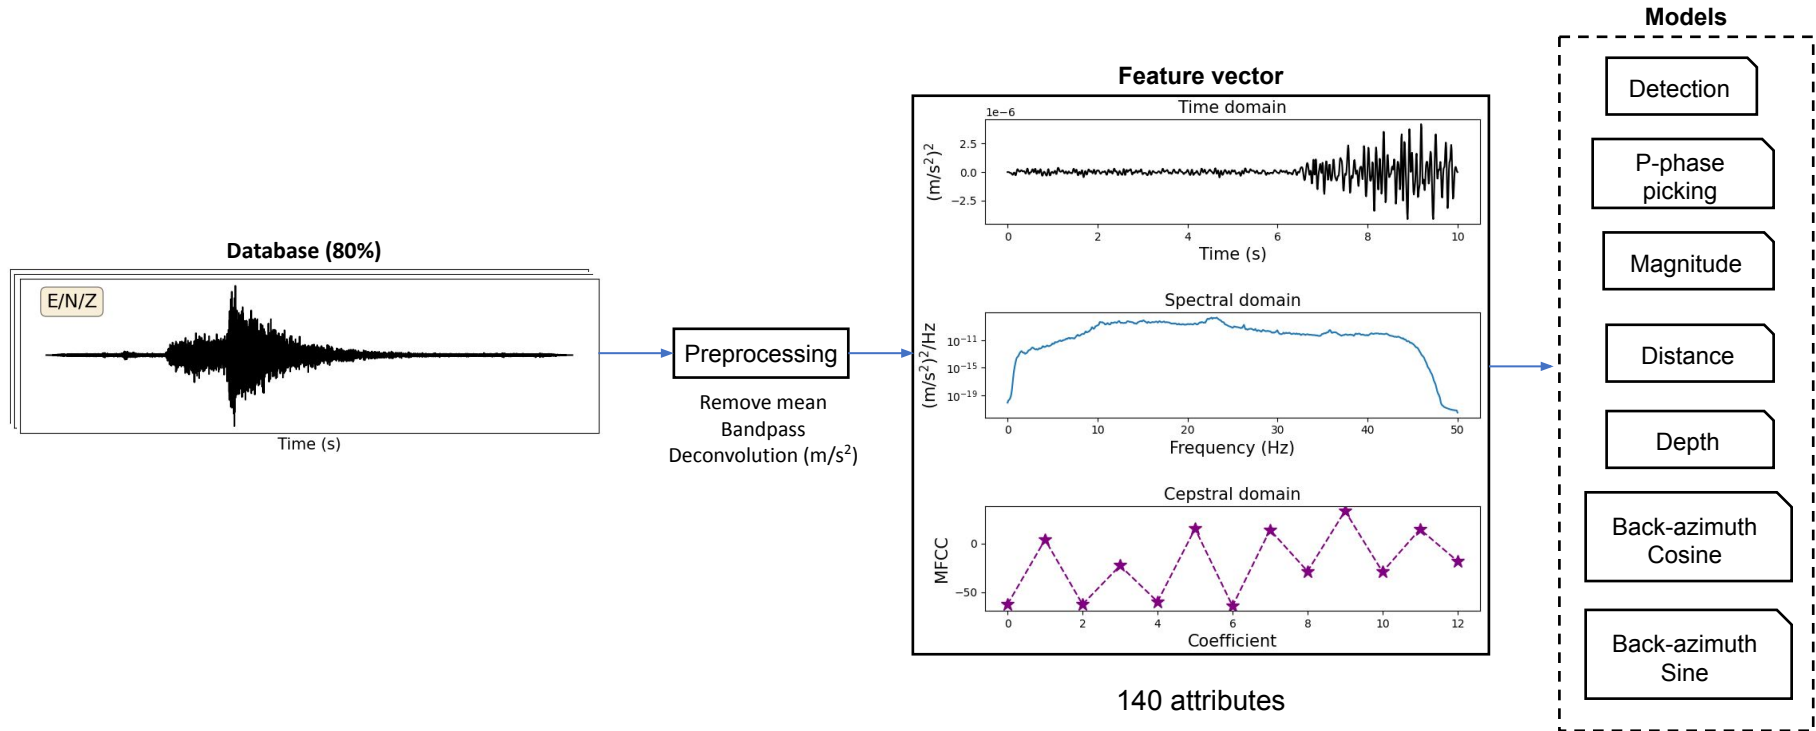 Database (80%)
E/N/Z
Time (s)
Preprocessing
Remove mean
Bandpass
Deconvolution (m/s²)
Feature vector
Time domain
1e−6
2.5
0.0
−2.5
(m/s²)²
0 2 4 6 8 10
Time (s)
Spectral domain
10⁻¹¹
10⁻¹⁵
10⁻¹⁹
(m/s²)²/Hz
0 10 20 30 40 50
Frequency (Hz)
Cepstral domain
0
−50
MFCC
0 2 4 6 8 10 12
Coefficient
140 attributes
Models
Detection
P-phase
picking
Magnitude
Distance
Depth
Back-azimuth
Cosine
Back-azimuth
Sine